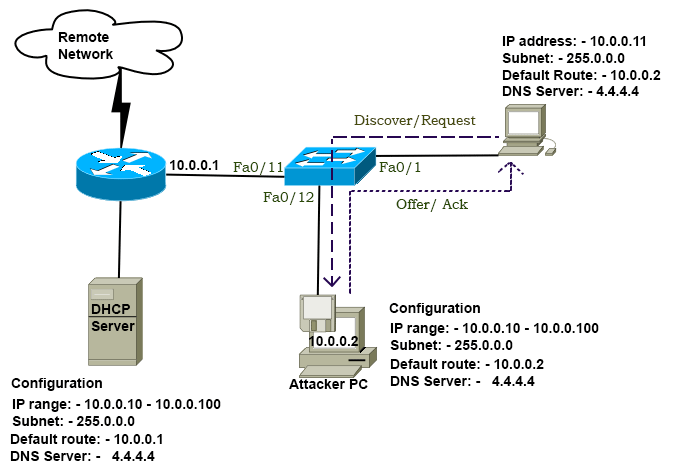 Remote
Network
IP address: - 10.0.0.11
Subnet: - 255.0.0.0
Default Route: - 10.0.0.2
DNS Server: - 4.4.4.4
Discover/Request
10.0.0.1
Fa0/11
Fa0/1
Fa0/12
Offer/ Ack
DHCP
Server
10.0.0.2
Attacker PC
Configuration
IP range: - 10.0.0.10 - 10.0.0.100
Subnet: - 255.0.0.0
Default route: - 10.0.0.2
DNS Server: - 4.4.4.4
Configuration
IP range: - 10.0.0.10 - 10.0.0.100
Subnet: - 255.0.0.0
Default route: - 10.0.0.1
DNS Server: - 4.4.4.4